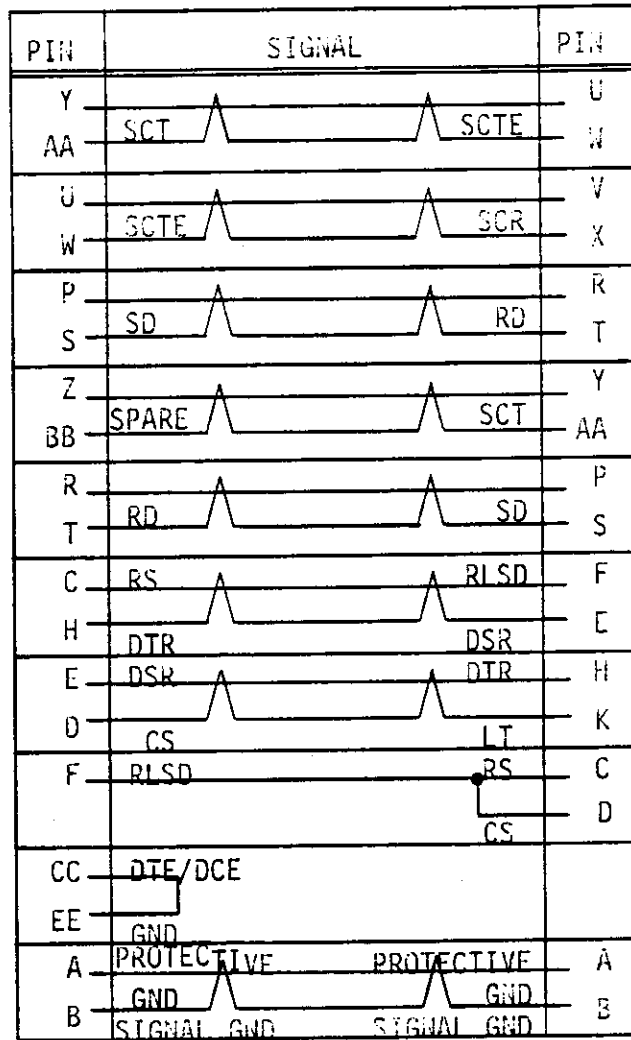 PIN SIGNAL PIN
Y U
SCT SCTE
AA W
U V
SCTE SCR
W X
P R
SD RD
S T
Z Y
SPARE SCT
BB AA
R P
RD SD
T S
C RS RLSD F
H E
DTR DSR
E DSR DTR H
D K
CS LT
F RLSD RS C
D
CS
CC DTE/DCE
EE
GND
A PROTECTIVE PROTECTIVE A
GND GND
B B
SIGNAL GND SIGNAL GND